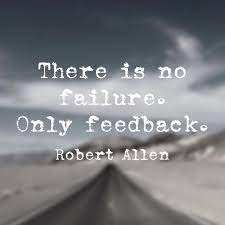 There is no
failure.
Only feedback.
Robert Allen